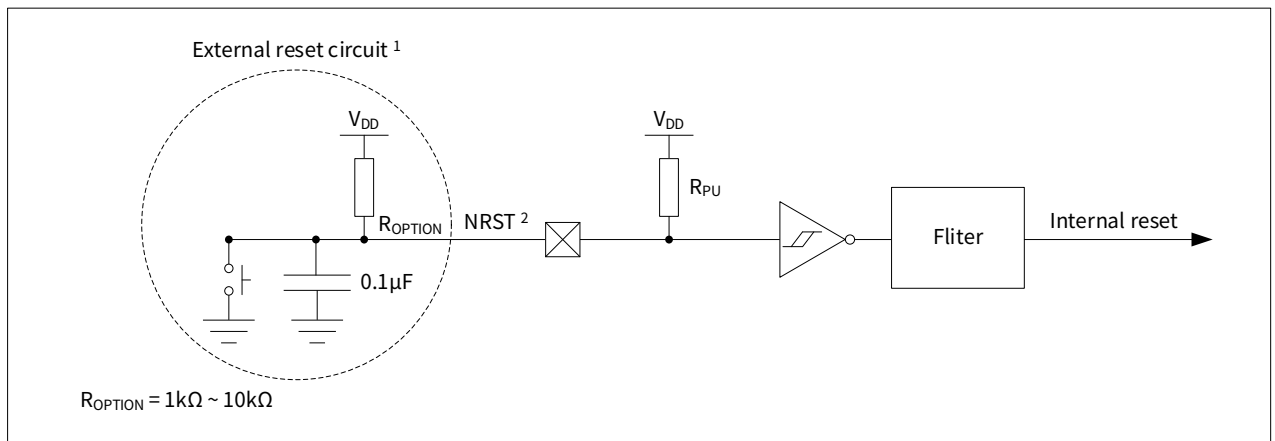 External reset circuit 1
VDD
VDD
RPU
ROPTION
NRST 2
Fliter
Internal reset
0.1µF
ROPTION = 1kΩ ~ 10kΩ